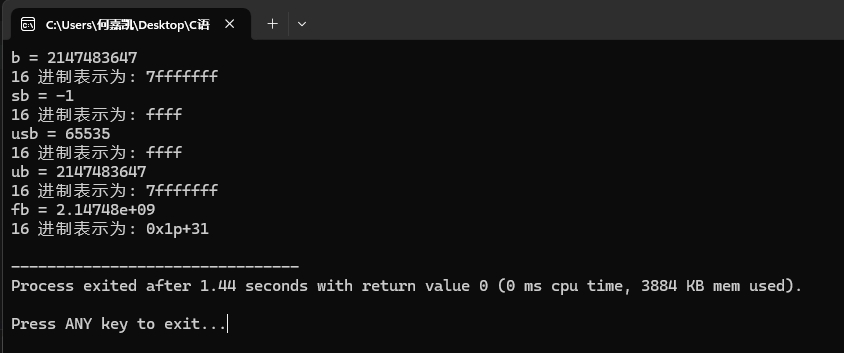 C:\Users\何嘉凯\Desktop\C语
b = 2147483647
16 进制表示为: 7fffffff
sb = -1
16 进制表示为: ffff
usb = 65535
16 进制表示为: ffff
ub = 2147483647
16 进制表示为: 7fffffff
fb = 2.14748e+09
16 进制表示为: 0x1p+31
--------------------------------
Process exited after 1.44 seconds with return value 0 (0 ms cpu time, 3884 KB mem used).
Press ANY key to exit...